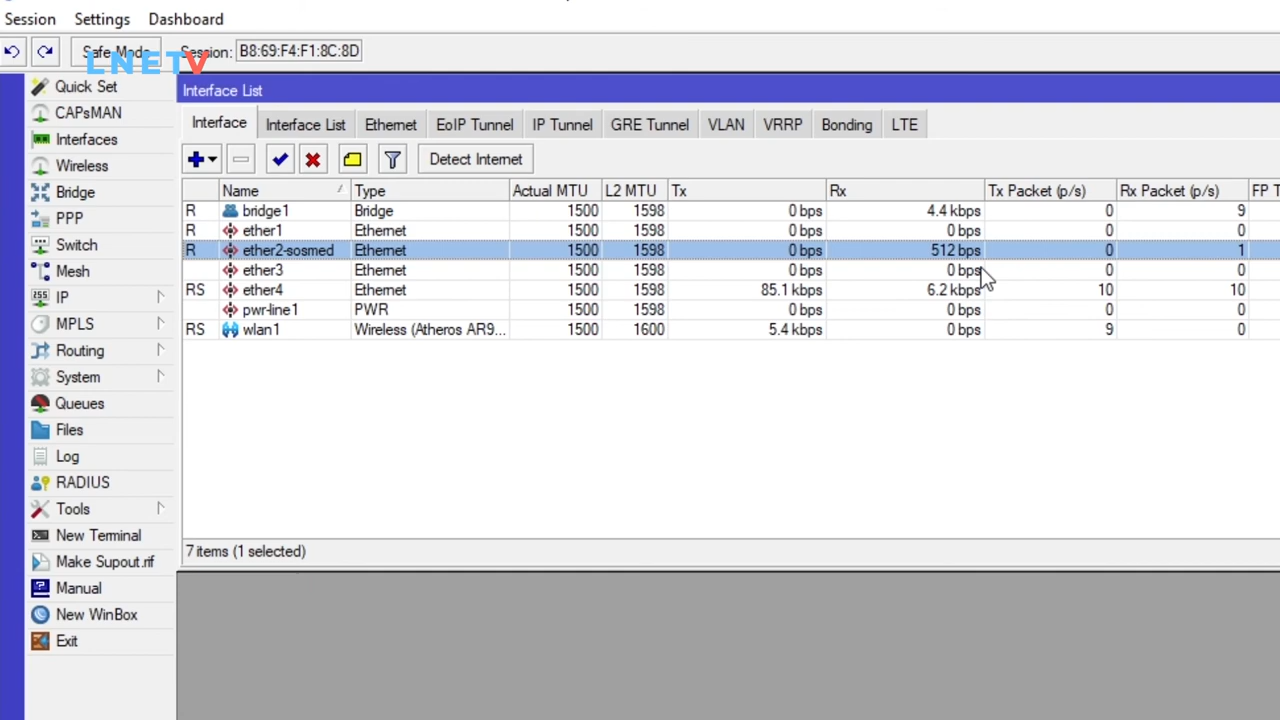 Session Settings Dashboard
Safe Mode Session: B8:69:F4:F1:8C:8D
LNETV
Quick Set
CAPsMAN
Interfaces
Wireless
Bridge
PPP
Switch
Mesh
255 IP
MPLS
Routing
System
Queues
Files
Log
RADIUS
Tools
New Terminal
Make Supout.rif
Manual
New WinBox
Exit
Interface List
Interface Interface List Ethernet EoIP Tunnel IP Tunnel GRE Tunnel VLAN VRRP Bonding LTE
Detect Internet
Name Type Actual MTU L2 MTU Tx Rx Tx Packet (p/s) Rx Packet (p/s) FP T
R bridge1 Bridge 1500 1598 0 bps 4.4 kbps 0 9
R ether1 Ethernet 1500 1598 0 bps 0 bps 0 0
R ether2-sosmed Ethernet 1500 1598 0 bps 512 bps 0 1
ether3 Ethernet 1500 1598 0 bps 0 bps 0 0
RS ether4 Ethernet 1500 1598 85.1 kbps 6.2 kbps 10 10
pwr-line1 PWR 1500 1598 0 bps 0 bps 0 0
RS wlan1 Wireless (Atheros AR9... 1500 1600 5.4 kbps 0 bps 9 0
7 items (1 selected)